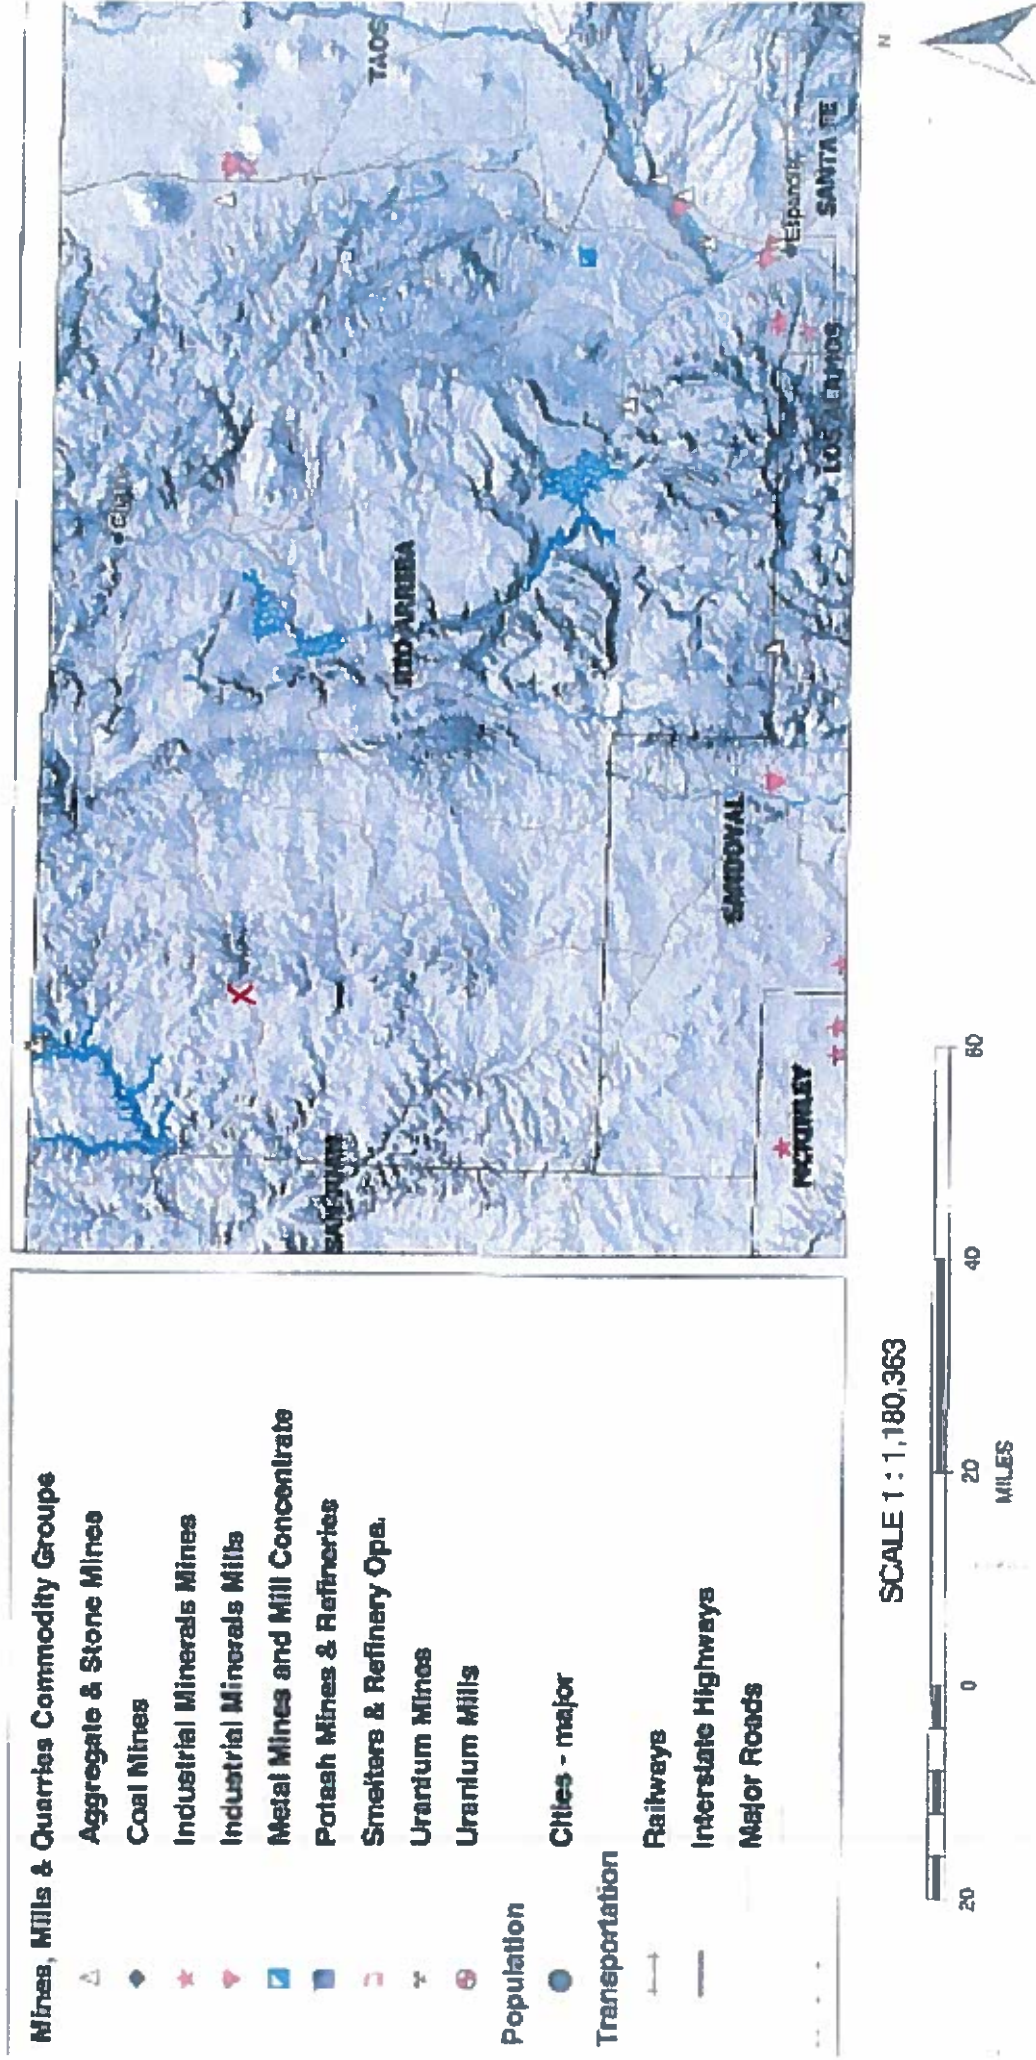 Mines, Mills & Quarries Commodity Groups
Aggregate & Stone Mines
Coal Mines
Industrial Minerals Mines
Industrial Minerals Mills
Metal Mines and Mill Concentrate
Potash Mines & Refineries
Smelters & Refinery Ops.
Uranium Mines
Uranium Mills
Population
Cities - major
Transportation
Railways
Interstate Highways
Major Roads
TAOS
RIO ARRIBA
SANDOVAL
MCKINLEY
LOS ALAMOS
SANTA FE
Espanola
X
N
SCALE 1 : 1,180,363
20 0 20 40 60
MILES